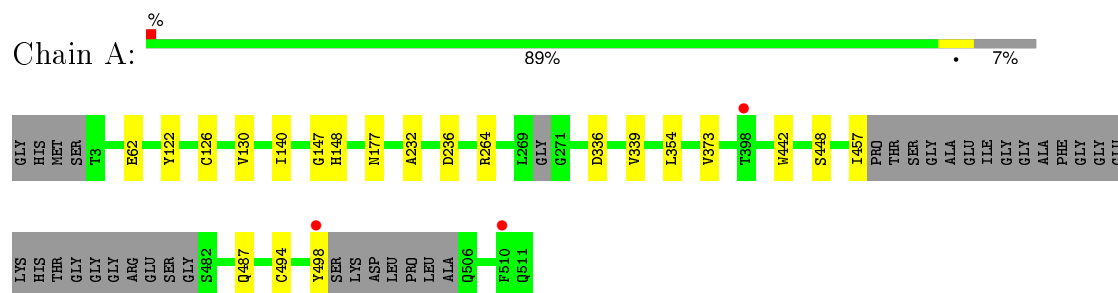 %
Chain A:
89% • 7%
GLY HIS MET SER T3 E62 Y122 C126 V130 I140 G147 H148 N177 A232 D236 R264 L269 GLY G271 D336 V339 L354 V373 T398 W442 S448 I457 PRO THR SER GLY ALA GLU ILE GLY GLY ALA PHE GLY GLY GLU
LYS HIS THR GLY GLY GLY ARG GLU SER GLY S482 Q487 C494 Y498 SER LYS ASP LEU PRO LEU ALA Q506 F510 Q511